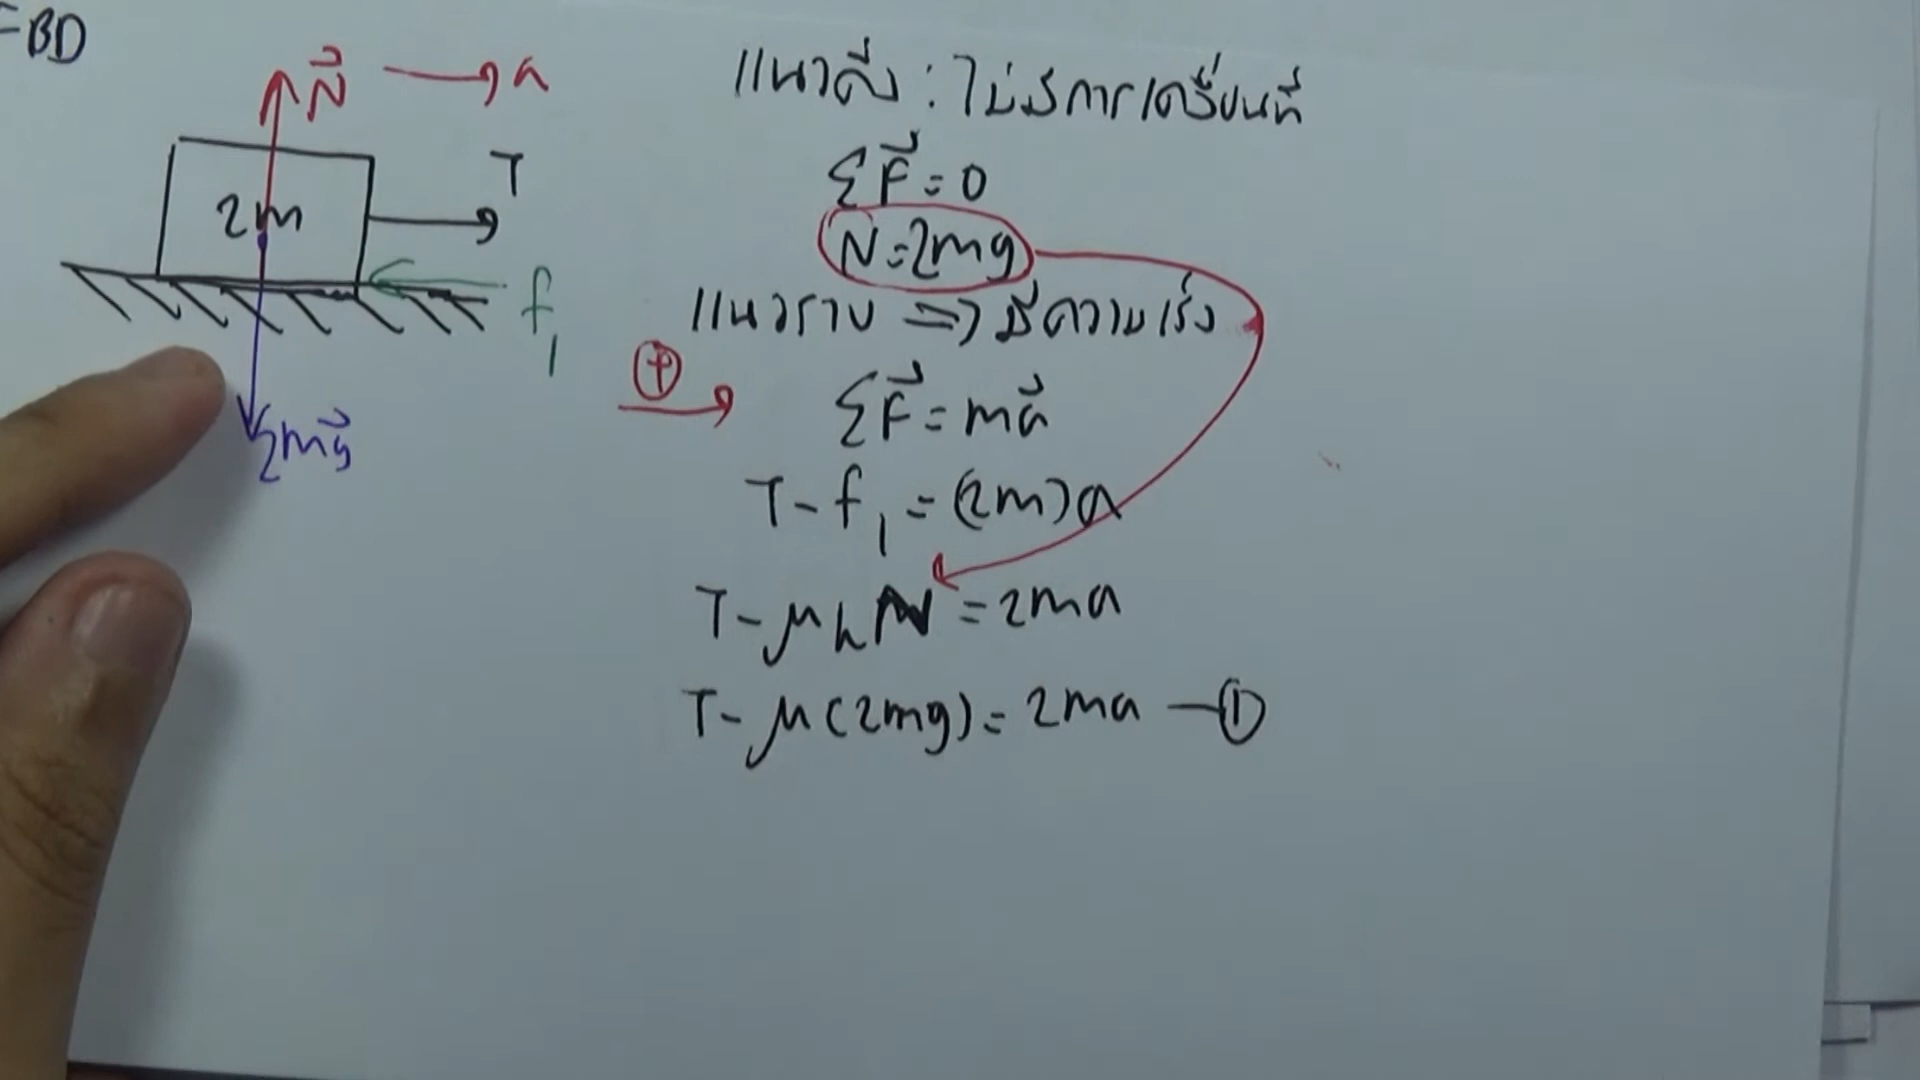 FBD
N⃗ → a
2m
T
f₁
2mg⃗
แนวดิ่ง : ไม่มีการเคลื่อนที่
ΣF⃗ = 0
N = 2mg
แนวราบ ⇒ มีความเร่ง
+
ΣF⃗ = ma⃗
T - f₁ = (2m)a
T - μₖN = 2ma
T - μ(2mg) = 2ma — ①